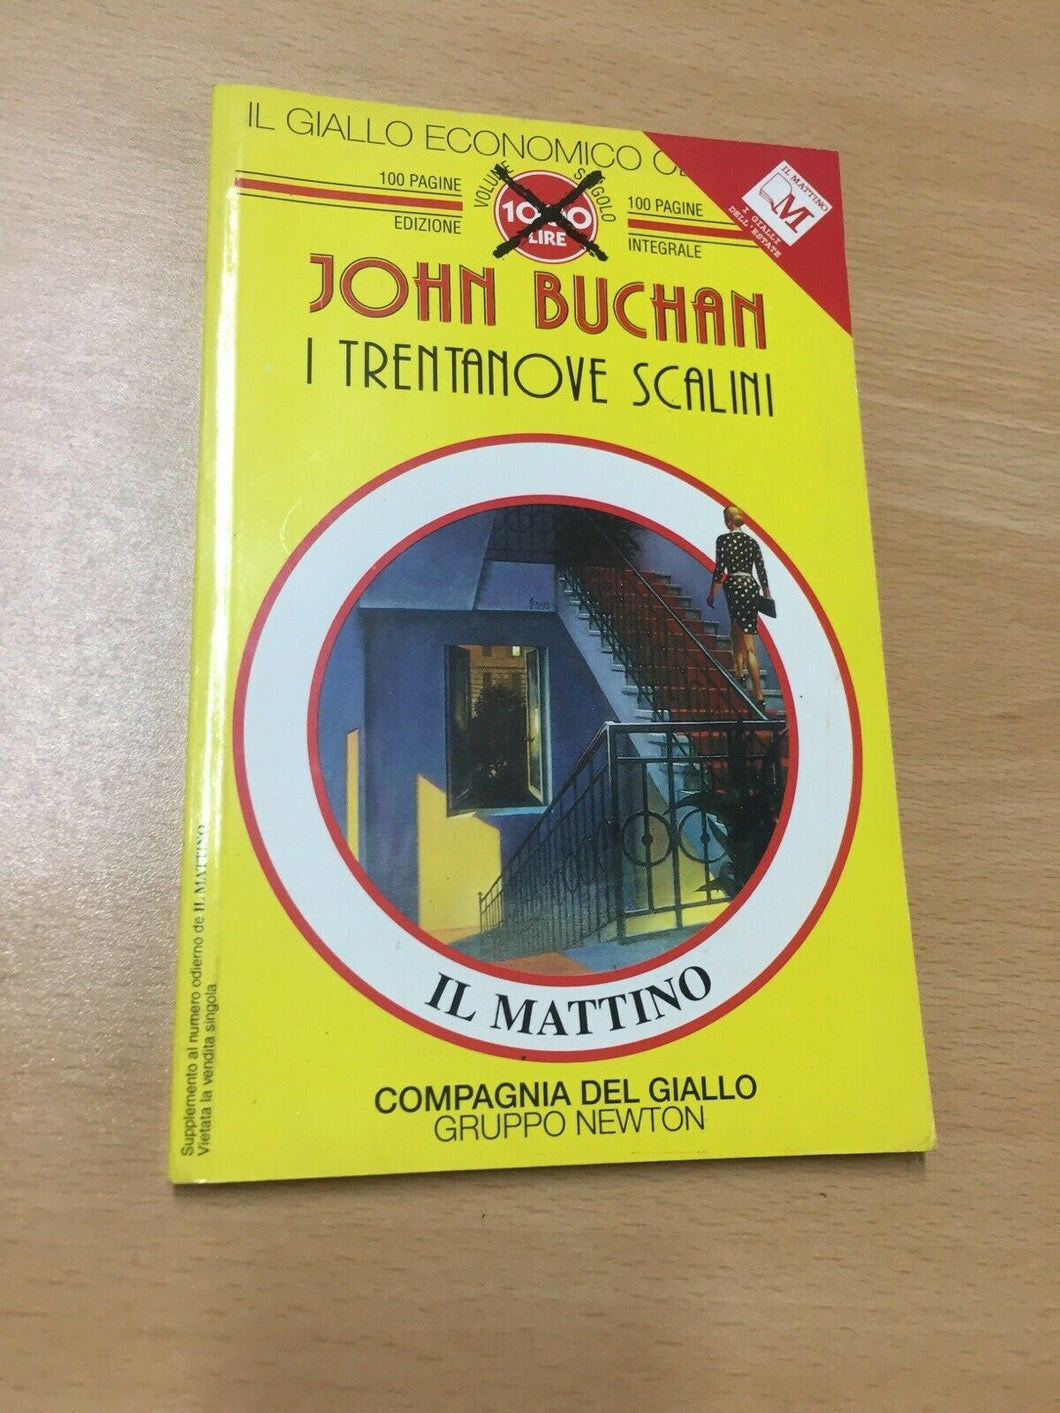 IL GIALLO ECONOMICO
100 PAGINE
EDIZIONE
VOLUME SINGOLO
LIRE
100 PAGINE
INTEGRALE
IL MATTINO
M
I GIALLI
DELL'ESTATE
JOHN BUCHAN
I TRENTANOVE SCALINI
IL MATTINO
COMPAGNIA DEL GIALLO
GRUPPO NEWTON
Supplemento al numero odierno de IL MATTINO
Vietata la vendita singola